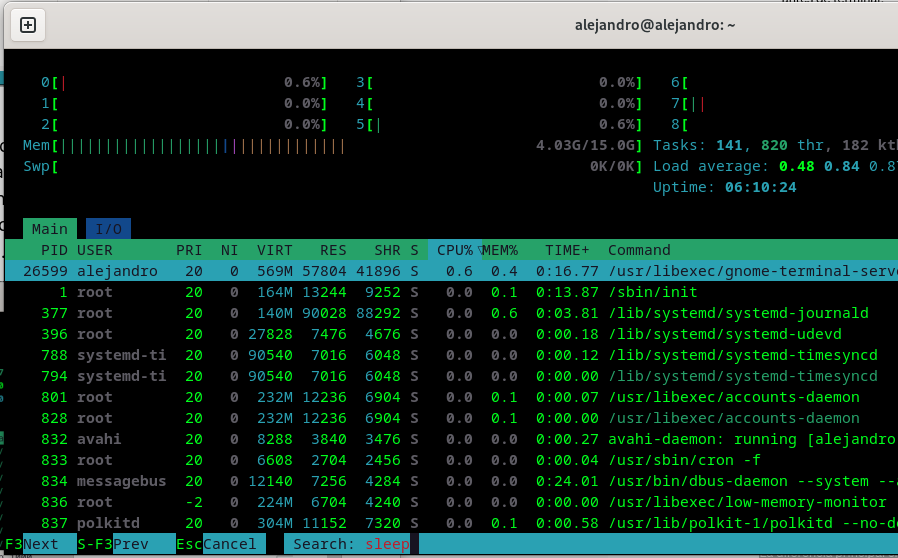 alejandro@alejandro: ~
0[| 0.6%] 3[ 0.0%] 6[
1[ 0.0%] 4[ 0.0%] 7[||
2[ 0.0%] 5[| 0.6%] 8[
Mem[|||||||||||||||||||||||||||||||| 4.03G/15.0G] Tasks: 141, 820 thr, 182 kth
Swp[ 0K/0K] Load average: 0.48 0.84 0.8
Uptime: 06:10:24
Main I/O
PID USER PRI NI VIRT RES SHR S CPU%▽MEM% TIME+ Command
26599 alejandro 20 0 569M 57804 41896 S 0.6 0.4 0:16.77 /usr/libexec/gnome-terminal-serv
1 root 20 0 164M 13244 9252 S 0.0 0.1 0:13.87 /sbin/init
377 root 20 0 140M 90028 88292 S 0.0 0.6 0:03.81 /lib/systemd/systemd-journald
396 root 20 0 27828 7476 4676 S 0.0 0.0 0:00.18 /lib/systemd/systemd-udevd
788 systemd-ti 20 0 90540 7016 6048 S 0.0 0.0 0:00.12 /lib/systemd/systemd-timesyncd
794 systemd-ti 20 0 90540 7016 6048 S 0.0 0.0 0:00.00 /lib/systemd/systemd-timesyncd
801 root 20 0 232M 12236 6904 S 0.0 0.1 0:00.07 /usr/libexec/accounts-daemon
828 root 20 0 232M 12236 6904 S 0.0 0.1 0:00.00 /usr/libexec/accounts-daemon
832 avahi 20 0 8288 3840 3476 S 0.0 0.0 0:00.27 avahi-daemon: running [alejandro
833 root 20 0 6608 2704 2456 S 0.0 0.0 0:00.04 /usr/sbin/cron -f
834 messagebus 20 0 12140 7256 4284 S 0.0 0.0 0:24.01 /usr/bin/dbus-daemon --system --
836 root -2 0 224M 6704 4240 S 0.0 0.0 0:00.00 /usr/libexec/low-memory-monitor
837 polkitd 20 0 304M 11152 7320 S 0.0 0.1 0:00.58 /usr/lib/polkit-1/polkitd --no-d
F3Next S-F3Prev EscCancel Search: sleep